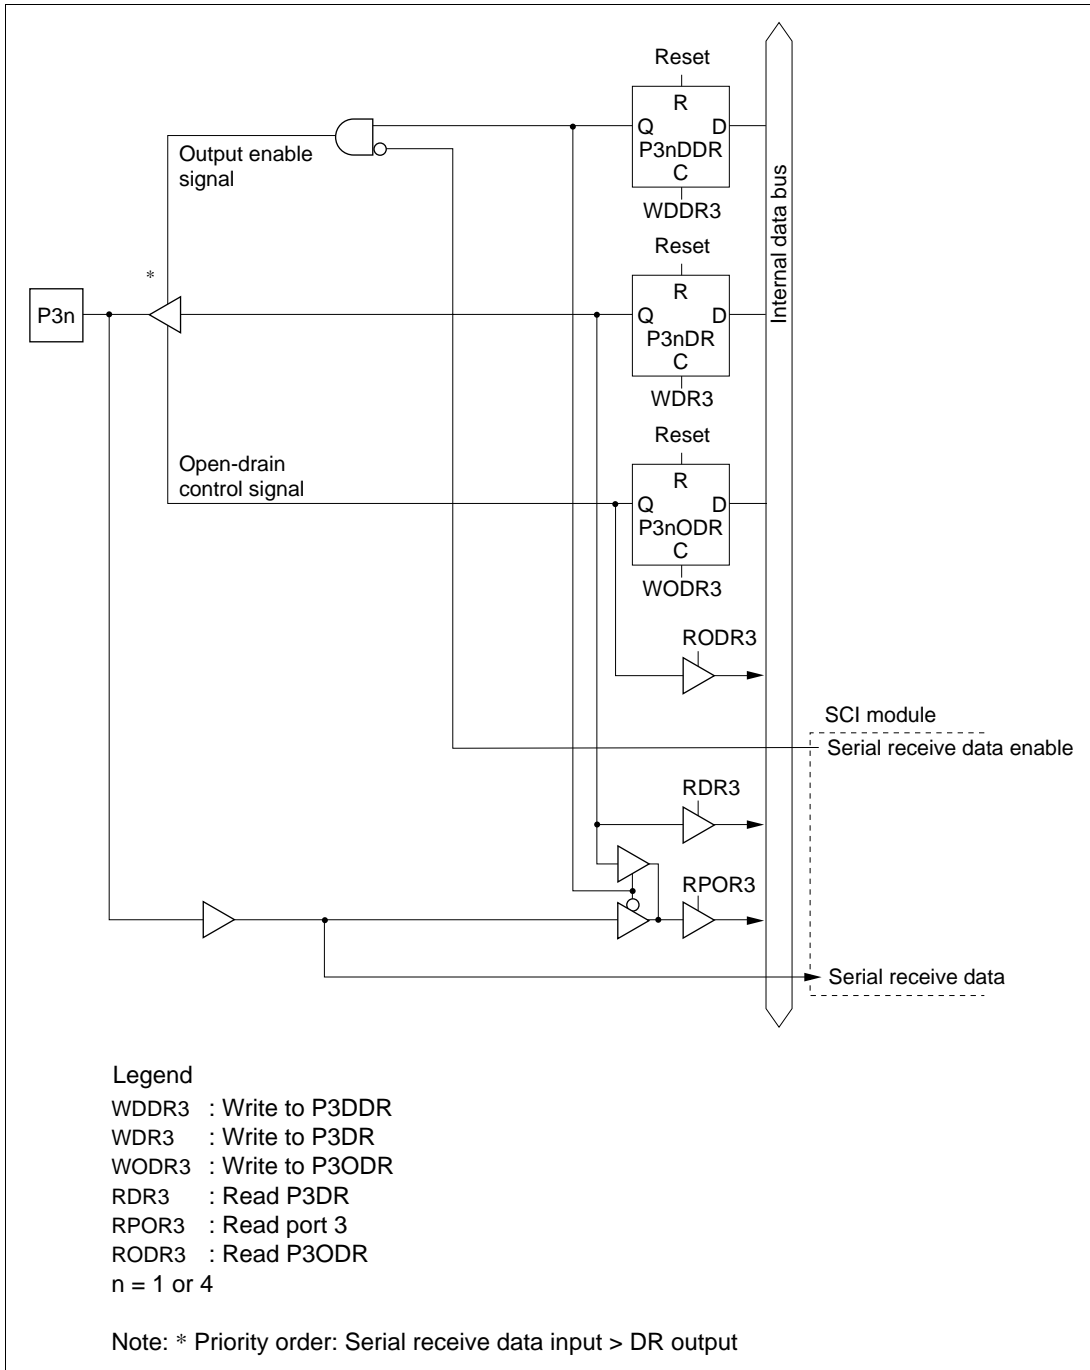 Reset
R
Q D
P3nDDR
C
WDDR3
Output enable
signal
Internal data bus
Reset
*
R
P3n
Q D
P3nDR
C
WDR3
Reset
Open-drain
control signal
R
Q D
P3nODR
C
WODR3
RODR3
SCI module
Serial receive data enable
RDR3
RPOR3
Serial receive data
Legend
WDDR3 : Write to P3DDR
WDR3 : Write to P3DR
WODR3 : Write to P3ODR
RDR3 : Read P3DR
RPOR3 : Read port 3
RODR3 : Read P3ODR
n = 1 or 4
Note: * Priority order: Serial receive data input > DR output